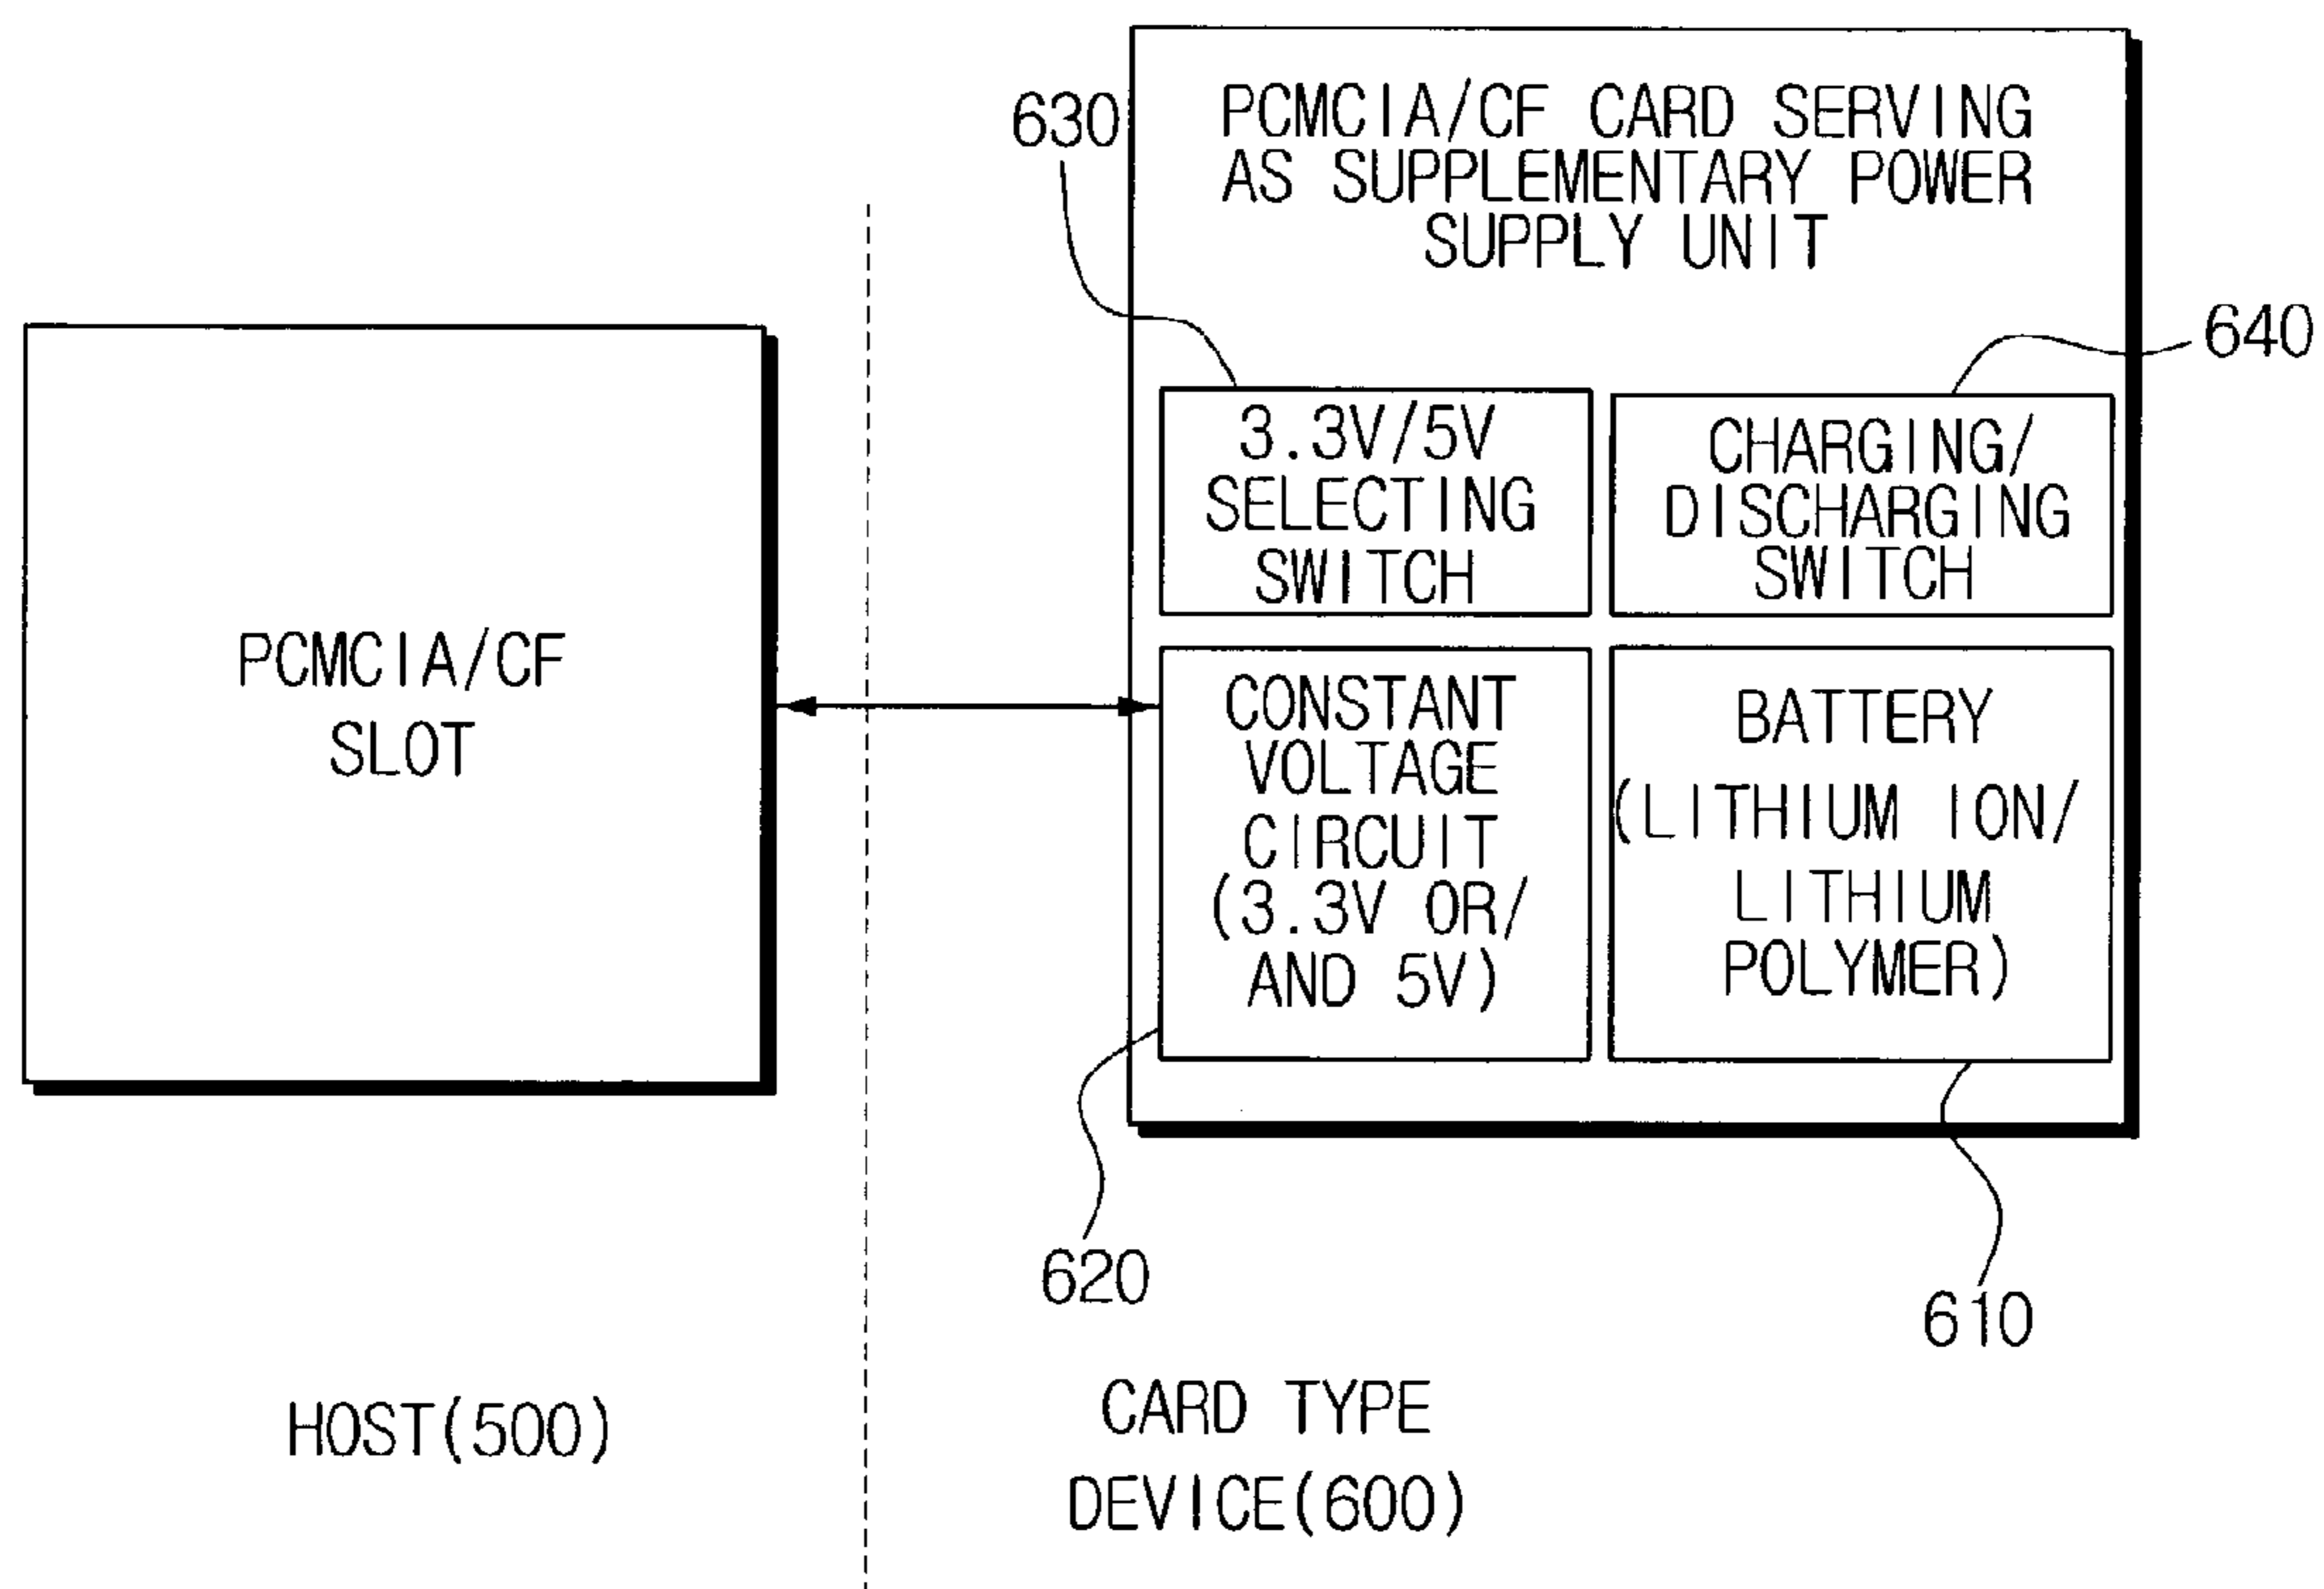 PCMCIA/CF CARD SERVING
AS SUPPLEMENTARY POWER
SUPPLY UNIT
630
640
3.3V/5V
SELECTING
SWITCH
CHARGING/
DISCHARGING
SWITCH
PCMCIA/CF
SLOT
CONSTANT
VOLTAGE
CIRCUIT
(3.3V OR/
AND 5V)
BATTERY
(LITHIUM ION/
LITHIUM
POLYMER)
620
610
HOST(500)
CARD TYPE
DEVICE(600)